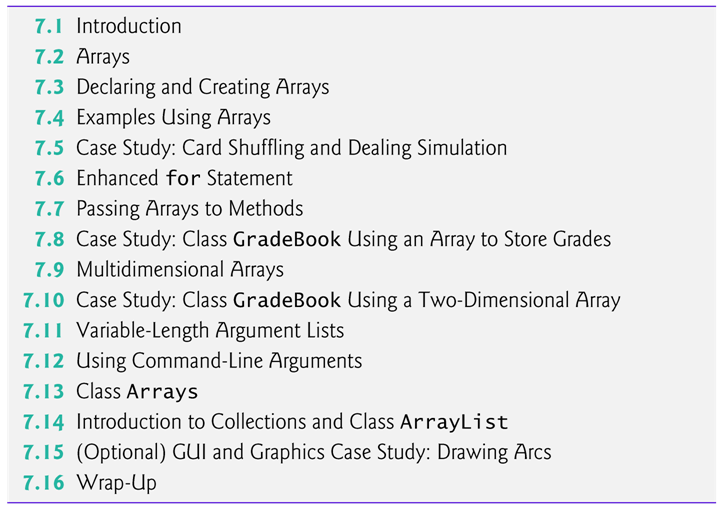 7.1 Introduction
7.2 Arrays
7.3 Declaring and Creating Arrays
7.4 Examples Using Arrays
7.5 Case Study: Card Shuffling and Dealing Simulation
7.6 Enhanced for Statement
7.7 Passing Arrays to Methods
7.8 Case Study: Class GradeBook Using an Array to Store Grades
7.9 Multidimensional Arrays
7.10 Case Study: Class GradeBook Using a Two-Dimensional Array
7.11 Variable-Length Argument Lists
7.12 Using Command-Line Arguments
7.13 Class Arrays
7.14 Introduction to Collections and Class ArrayList
7.15 (Optional) GUI and Graphics Case Study: Drawing Arcs
7.16 Wrap-Up